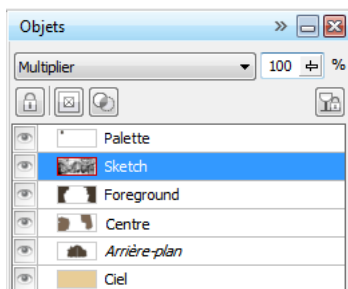 Objets
Multiplier 100 %
Palette
Sketch
Foreground
Centre
Arrière-plan
Ciel